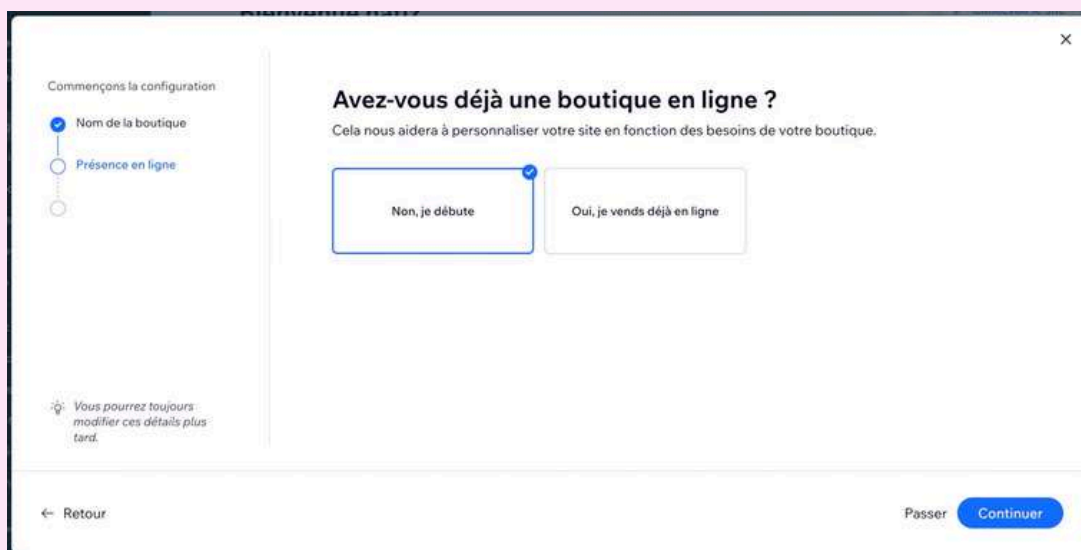 Commençons la configuration
Nom de la boutique
Présence en ligne
Vous pourrez toujours
modifier ces détails plus
tard.
Avez-vous déjà une boutique en ligne ?
Cela nous aidera à personnaliser votre site en fonction des besoins de votre boutique.
Non, je débute
Oui, je vends déjà en ligne
← Retour
Passer
Continuer